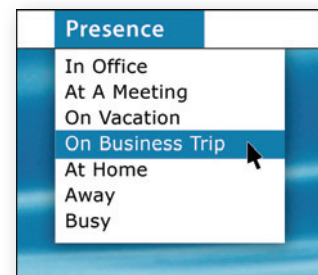 Presence
In Office
At A Meeting
On Vacation
On Business Trip
At Home
Away
Busy